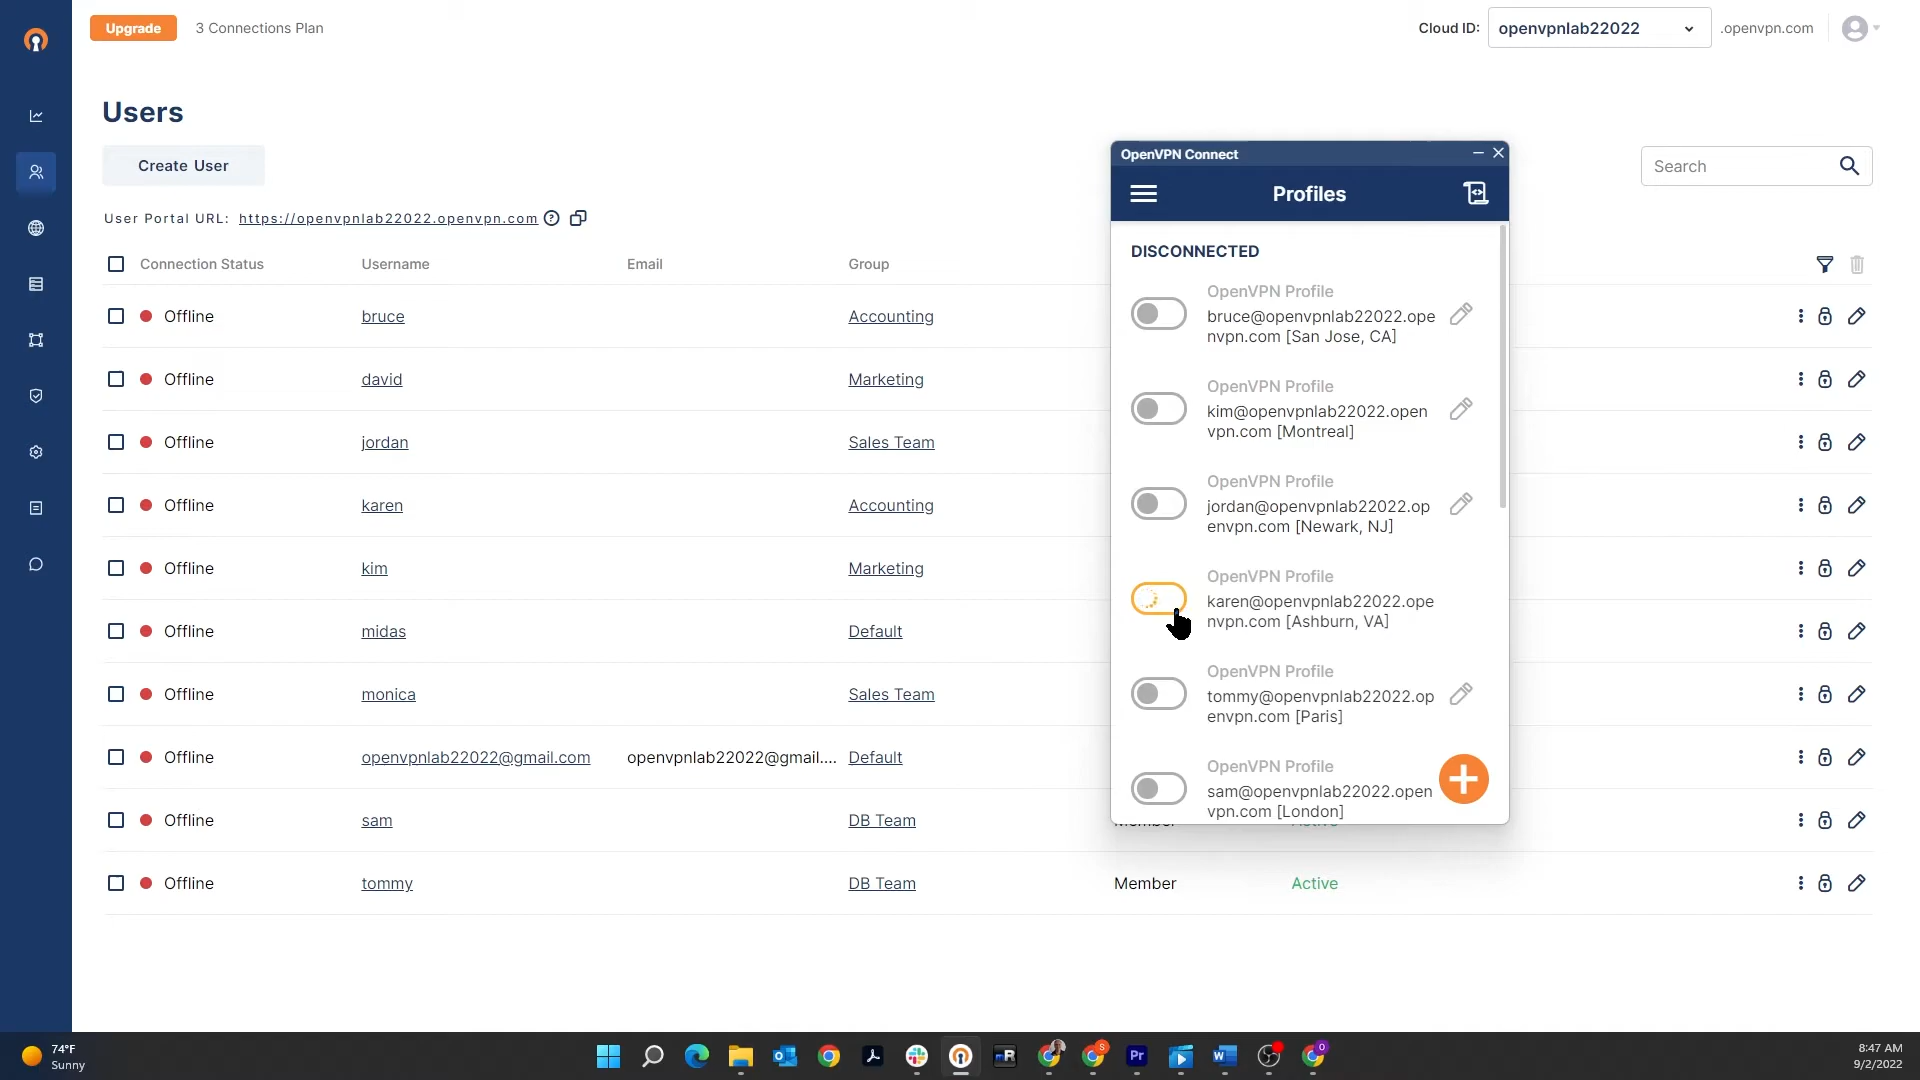 Upgrade
3 Connections Plan
Cloud ID:
openvpnlab22022
.openvpn.com
Users
Create User
Search
User Portal URL: https://openvpnlab22022.openvpn.com
Connection Status Username Email Group
Offline bruce Accounting
Offline david Marketing
Offline jordan Sales Team
Offline karen Accounting
Offline kim Marketing
Offline midas Default
Offline monica Sales Team
Offline openvpnlab22022@gmail.com openvpnlab22022@gmail.... Default
Offline sam DB Team
Offline tommy DB Team Member Active
OpenVPN Connect
Profiles
DISCONNECTED
OpenVPN Profile
bruce@openvpnlab22022.ope
nvpn.com [San Jose, CA]
OpenVPN Profile
kim@openvpnlab22022.open
vpn.com [Montreal]
OpenVPN Profile
jordan@openvpnlab22022.op
envpn.com [Newark, NJ]
OpenVPN Profile
karen@openvpnlab22022.ope
nvpn.com [Ashburn, VA]
OpenVPN Profile
tommy@openvpnlab22022.op
envpn.com [Paris]
OpenVPN Profile
sam@openvpnlab22022.open
vpn.com [London]
74°F
Sunny
Pr
8:47 AM
9/2/2022